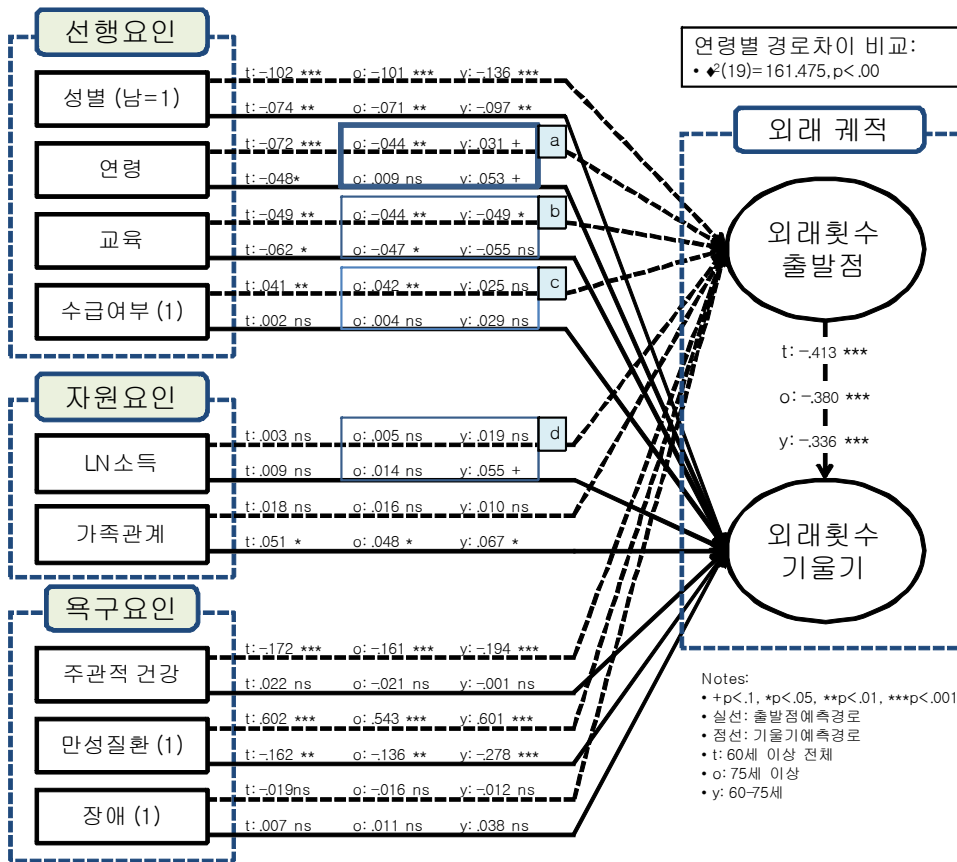 선행요인
연령별 경로차이 비교:
• ♦²(19)= 161.475, p<.00
성별 (남=1)
t:-.102 *** o:-.101 *** y:-.136 ***
t:-.074 ** o:-.071 ** y:-.097 **
연령
t:-.072 *** o:-.044 ** y:.031 + a
t:-.048* o:.009 ns y:.053 +
교육
t:-.049 ** o:-.044 ** y:-.049 * b
t:-.062 * o:-.047 * y:-.055 ns
수급여부 (1)
t:.041 ** o:.042 ** y:.025 ns c
t:.002 ns o:.004 ns y:.029 ns
자원요인
LN소득
t:.003 ns o:.005 ns y:.019 ns d
t:.009 ns o:.014 ns y:.055 +
가족관계
t:.018 ns o:.016 ns y:.010 ns
t:.051 * o:.048 * y:.067 *
욕구요인
주관적 건강
t:-.172 *** o:-.161 *** y:-.194 ***
t:.022 ns o:-.021 ns y:-.001 ns
만성질환 (1)
t:.602 *** o:.543 *** y:.601 ***
t:-.162 ** o:-.136 ** y:-.278 ***
장애 (1)
t:-.019ns o:-.016 ns y:-.012 ns
t:.007 ns o:.011 ns y:.038 ns
외래 궤적
외래횟수
출발점
t:-.413 ***
o:-.380 ***
y:-.336 ***
외래횟수
기울기
Notes:
• +p<.1, *p<.05, **p<.01, ***p<.001
• 실선: 출발점예측경로
• 점선: 기울기예측경로
• t: 60세 이상 전체
• o: 75세 이상
• y: 60-75세